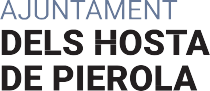 AJUNTAMENT
DELS HOSTA
DE PIEROLA